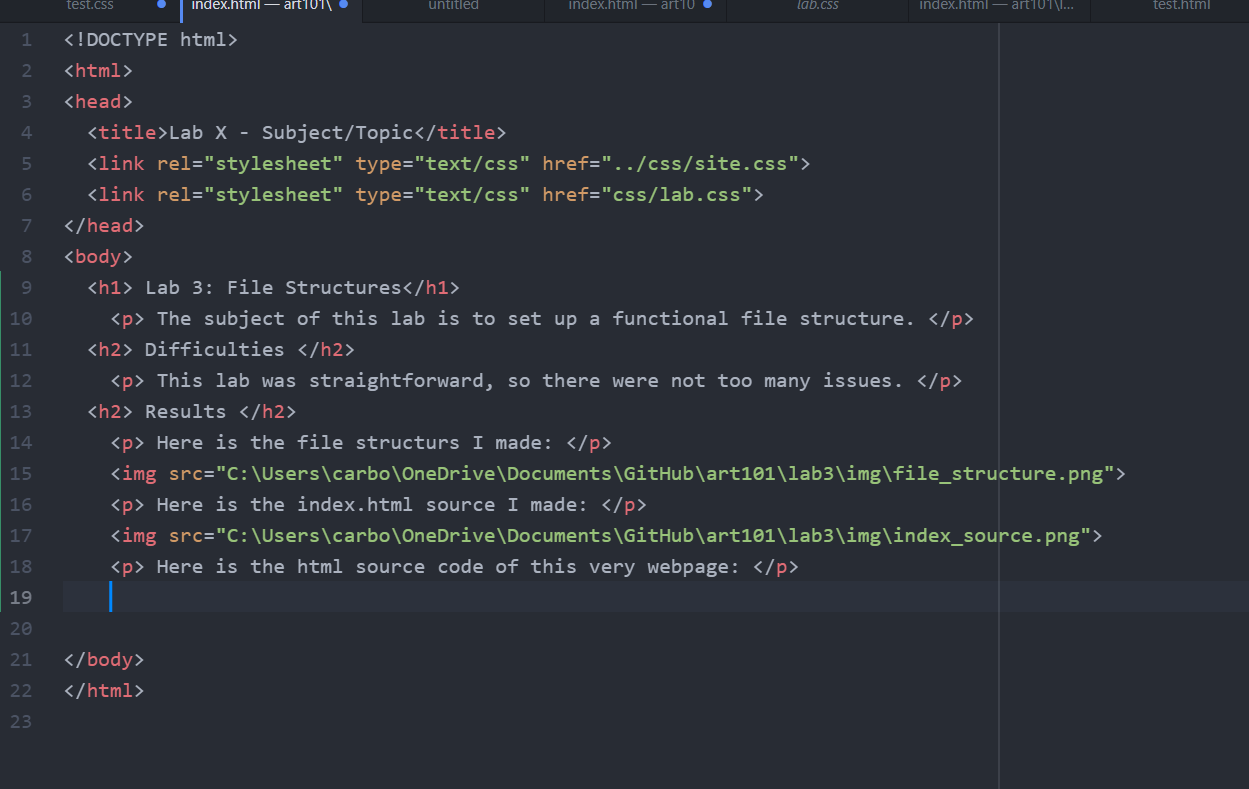 test.css index.html — art101\ untitled index.html — art10 lab.css index.html — art101\l... test.html
1 <!DOCTYPE html>
2 <html>
3 <head>
4 <title>Lab X - Subject/Topic</title>
5 <link rel="stylesheet" type="text/css" href="../css/site.css">
6 <link rel="stylesheet" type="text/css" href="css/lab.css">
7 </head>
8 <body>
9 <h1> Lab 3: File Structures</h1>
10 <p> The subject of this lab is to set up a functional file structure. </p>
11 <h2> Difficulties </h2>
12 <p> This lab was straightforward, so there were not too many issues. </p>
13 <h2> Results </h2>
14 <p> Here is the file structurs I made: </p>
15 <img src="C:\Users\carbo\OneDrive\Documents\GitHub\art101\lab3\img\file_structure.png">
16 <p> Here is the index.html source I made: </p>
17 <img src="C:\Users\carbo\OneDrive\Documents\GitHub\art101\lab3\img\index_source.png">
18 <p> Here is the html source code of this very webpage: </p>
19
20
21 </body>
22 </html>
23